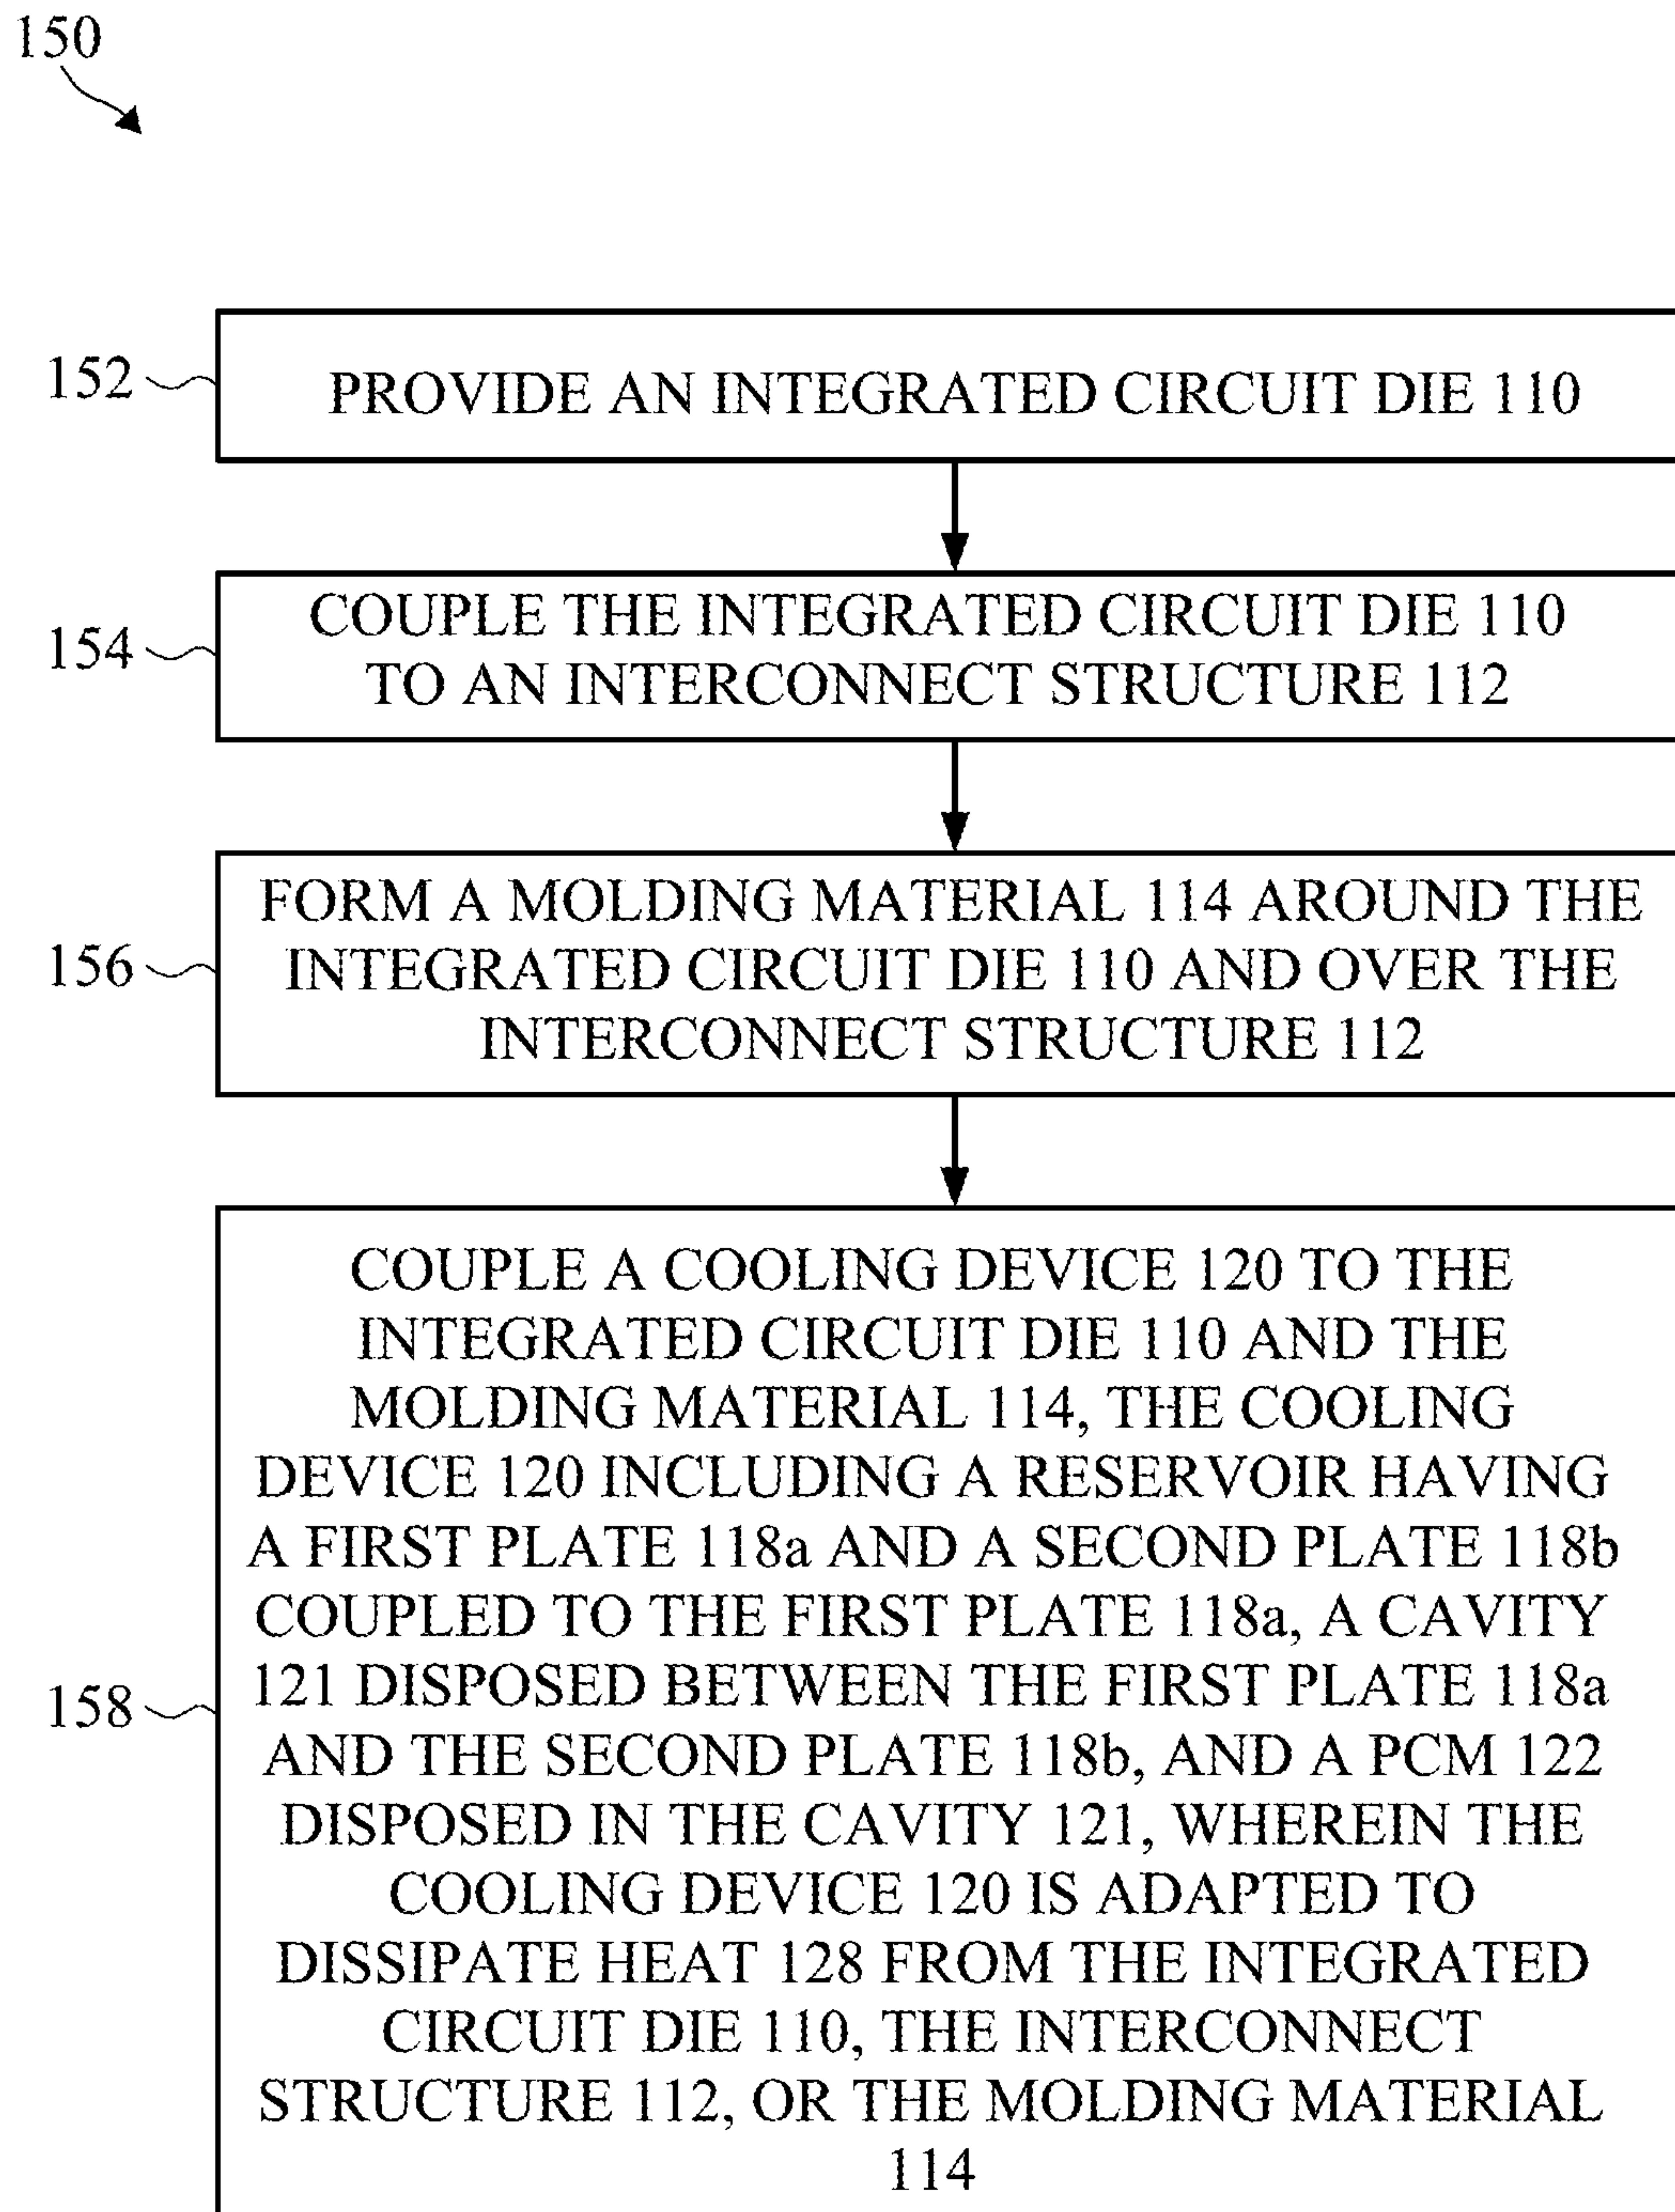 150
152
PROVIDE AN INTEGRATED CIRCUIT DIE 110
154
COUPLE THE INTEGRATED CIRCUIT DIE 110
TO AN INTERCONNECT STRUCTURE 112
156
FORM A MOLDING MATERIAL 114 AROUND THE
INTEGRATED CIRCUIT DIE 110 AND OVER THE
INTERCONNECT STRUCTURE 112
158
COUPLE A COOLING DEVICE 120 TO THE
INTEGRATED CIRCUIT DIE 110 AND THE
MOLDING MATERIAL 114, THE COOLING
DEVICE 120 INCLUDING A RESERVOIR HAVING
A FIRST PLATE 118a AND A SECOND PLATE 118b
COUPLED TO THE FIRST PLATE 118a, A CAVITY
121 DISPOSED BETWEEN THE FIRST PLATE 118a
AND THE SECOND PLATE 118b, AND A PCM 122
DISPOSED IN THE CAVITY 121, WHEREIN THE
COOLING DEVICE 120 IS ADAPTED TO
DISSIPATE HEAT 128 FROM THE INTEGRATED
CIRCUIT DIE 110, THE INTERCONNECT
STRUCTURE 112, OR THE MOLDING MATERIAL
114